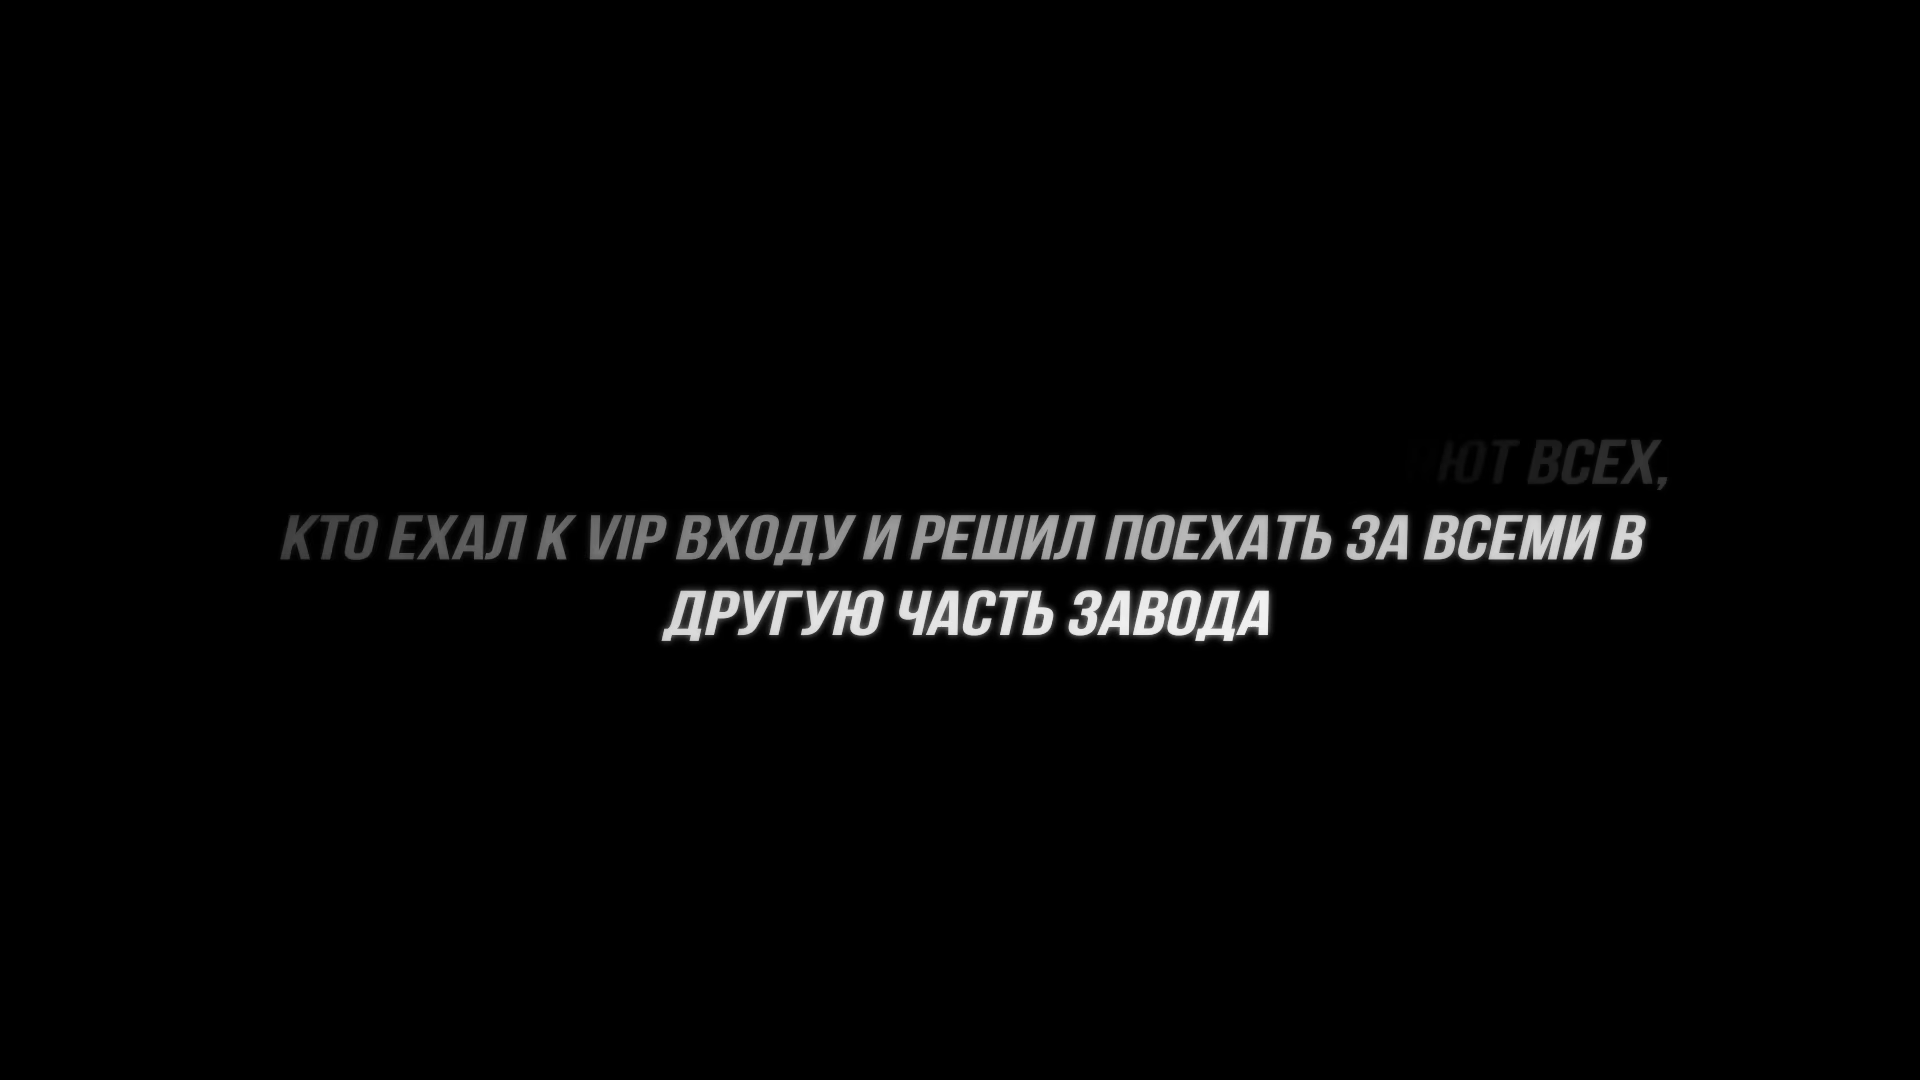 ВСЕХ,
КТО ЕХАЛ К VIP ВХОДУ И РЕШИЛ ПОЕХАТЬ ЗА ВСЕМИ В
ДРУГУЮ ЧАСТЬ ЗАВОДА